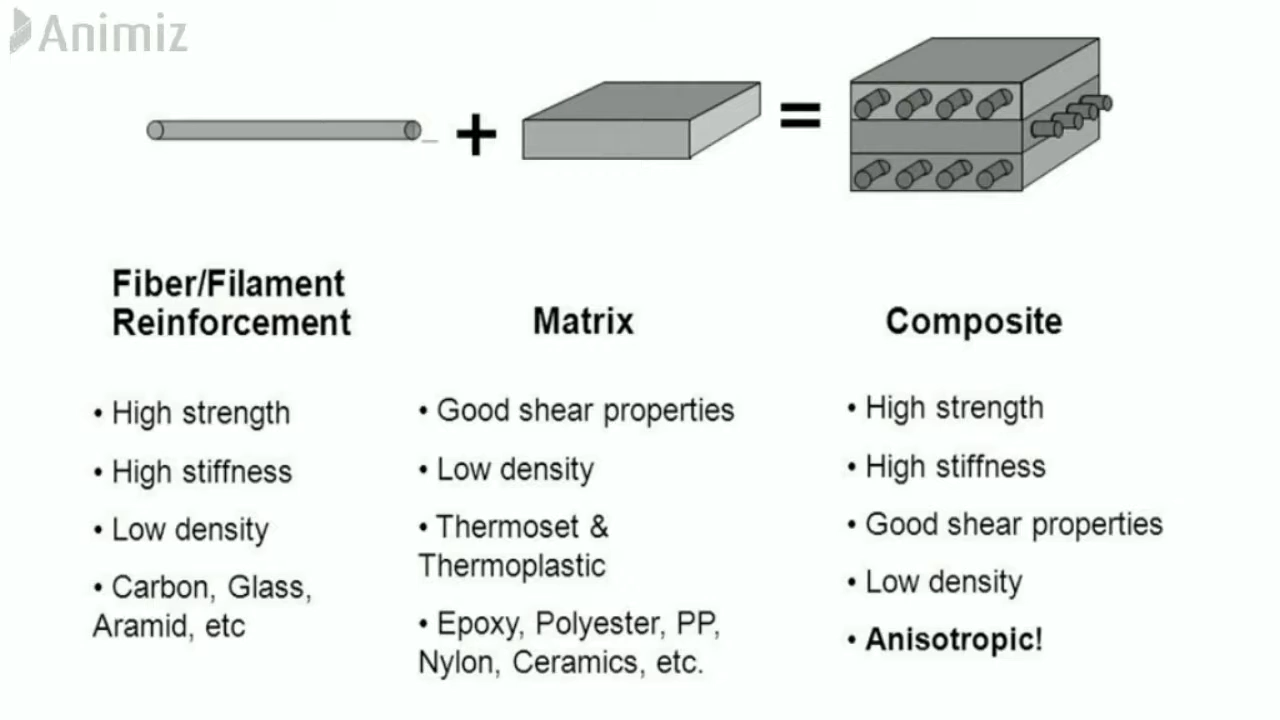 Animiz
+
=
Fiber/Filament
Reinforcement
• High strength
• High stiffness
• Low density
• Carbon, Glass,
Aramid, etc
Matrix
• Good shear properties
• Low density
• Thermoset &
Thermoplastic
• Epoxy, Polyester, PP,
Nylon, Ceramics, etc.
Composite
• High strength
• High stiffness
• Good shear properties
• Low density
• Anisotropic!